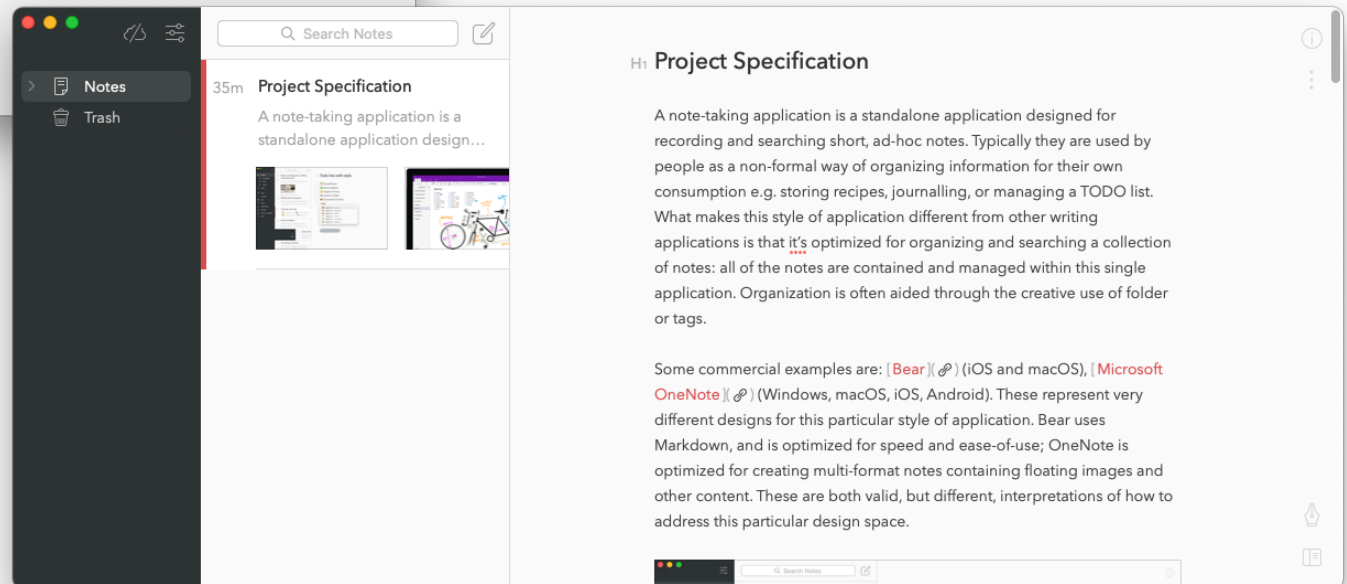 Search Notes
Notes
Trash
35m Project Specification
A note-taking application is a
standalone application design…
H1 Project Specification
A note-taking application is a standalone application designed for
recording and searching short, ad-hoc notes. Typically they are used by
people as a non-formal way of organizing information for their own
consumption e.g. storing recipes, journalling, or managing a TODO list.
What makes this style of application different from other writing
applications is that it's optimized for organizing and searching a collection
of notes: all of the notes are contained and managed within this single
application. Organization is often aided through the creative use of folder
or tags.
Some commercial examples are: [Bear]() (iOS and macOS), [Microsoft
OneNote]() (Windows, macOS, iOS, Android). These represent very
different designs for this particular style of application. Bear uses
Markdown, and is optimized for speed and ease-of-use; OneNote is
optimized for creating multi-format notes containing floating images and
other content. These are both valid, but different, interpretations of how to
address this particular design space.
Search Notes